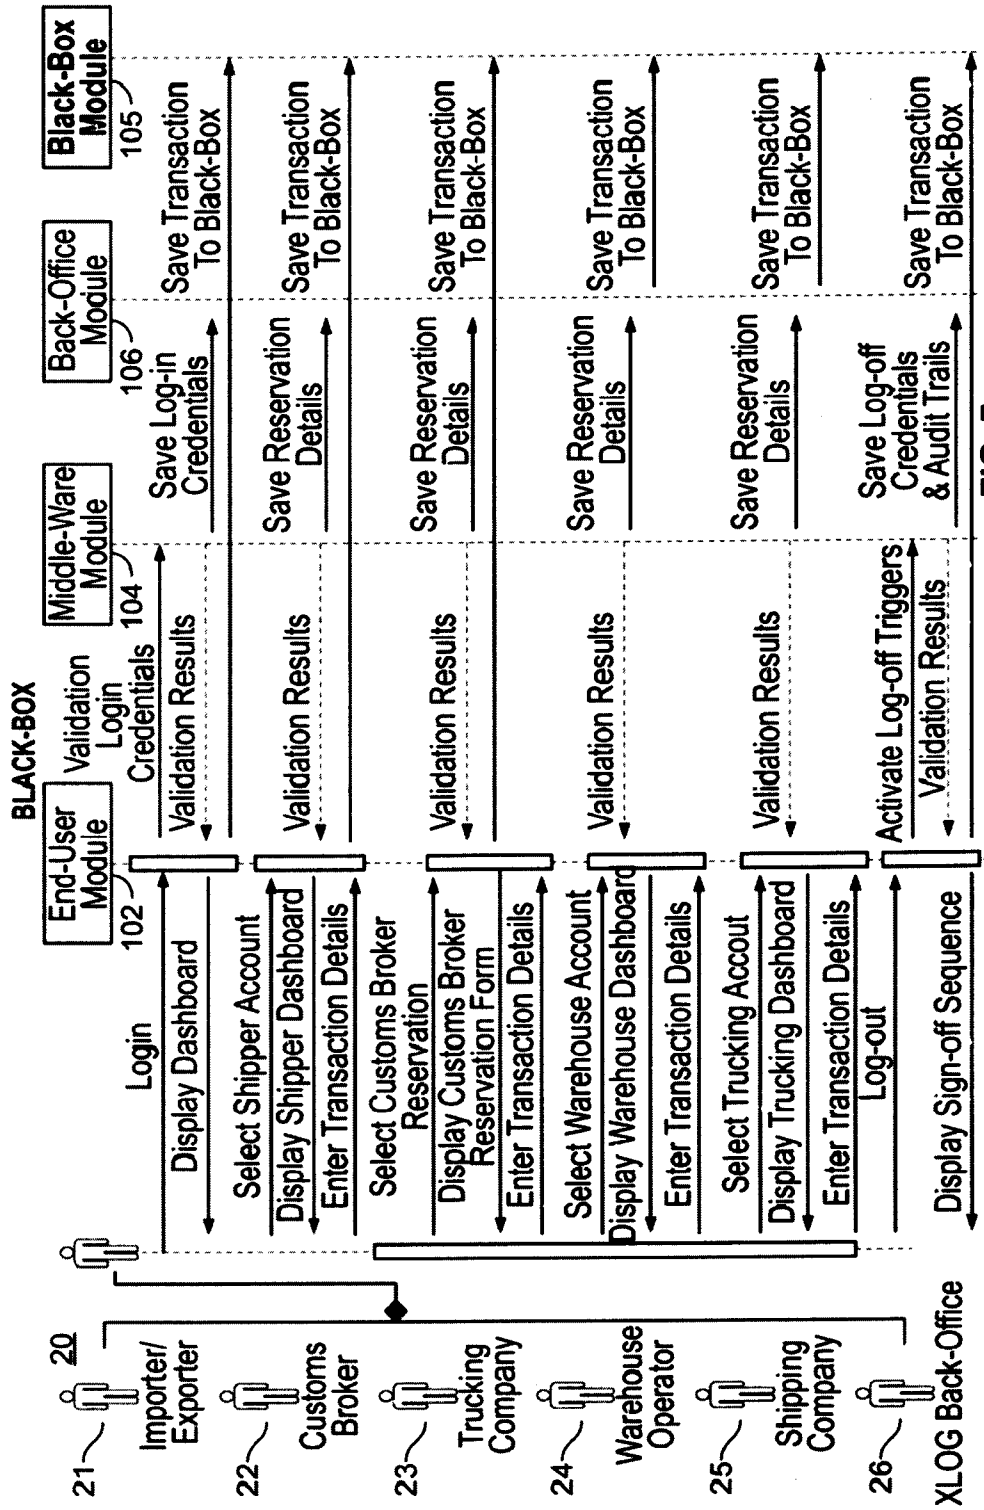 BLACK-BOX
20
21
Importer/
Exporter
22
Customs
Broker
23
Trucking
Company
24
Warehouse
Operator
25
Shipping
Company
26
XLOG Back-Office
End-User
Module
102
Middle-Ware
Module
104
Back-Office
Module
106
Black-Box
Module
105
Login
Validation
Login
Credentials
Display Dashboard
Validation Results
Save Log-in
Credentials
Save Transaction
To Black-Box
Select Shipper Account
Display Shipper Dashboard
Enter Transaction Details
Validation Results
Save Reservation
Details
Save Transaction
To Black-Box
Select Customs Broker
Reservation
Display Customs Broker
Reservation Form
Enter Transaction Details
Validation Results
Save Reservation
Details
Save Transaction
To Black-Box
Select Warehouse Account
Display Warehouse Dashboard
Enter Transaction Details
Validation Results
Save Reservation
Details
Save Transaction
To Black-Box
Select Trucking Accout
Display Trucking Dashboard
Enter Transaction Details
Validation Results
Save Reservation
Details
Save Transaction
To Black-Box
Log-out
Activate Log-off Triggers
Validation Results
Save Log-off
Credentials
& Audit Trails
Save Transaction
To Black-Box
Display Sign-off Sequence